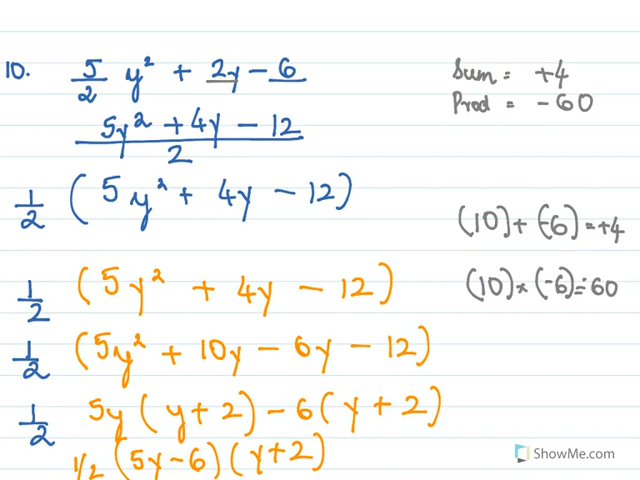 10. 5/2 y² + 2y - 6
Sum = +4
Prod = -60
5y² + 4y - 12
2
1/2 (5y² + 4y - 12)
(10) + (-6) = +4
1/2 (5y² + 4y - 12)
(10) × (-6) = -60
1/2 (5y² + 10y - 6y - 12)
1/2 5y (y + 2) - 6 (y + 2)
1/2 (5y - 6) (y + 2)
ShowMe.com